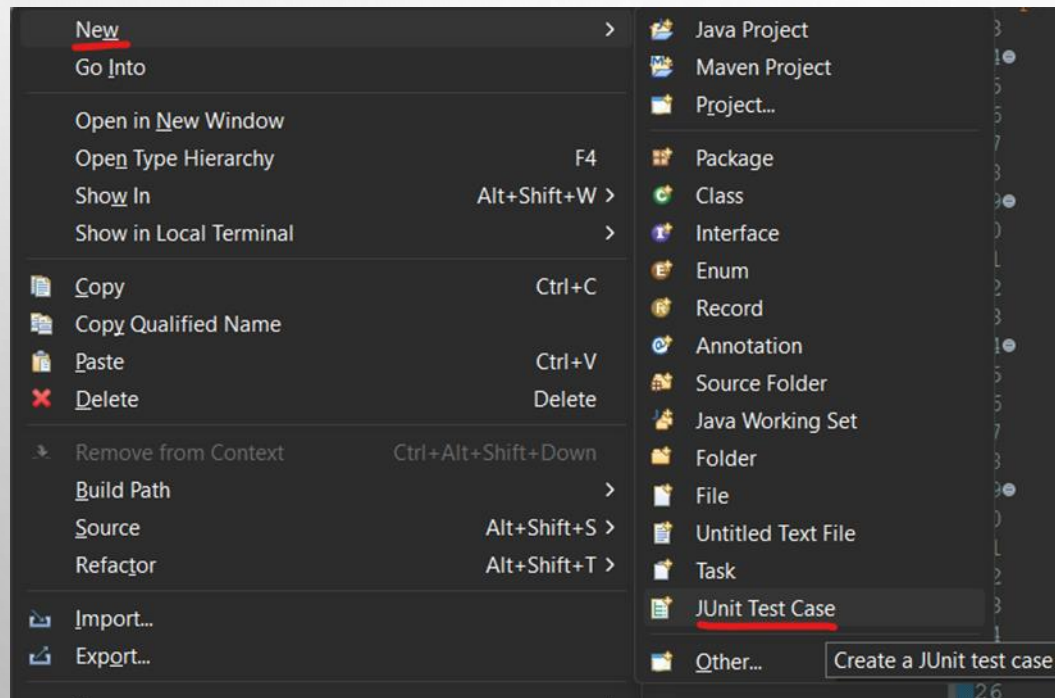 New >
Go Into
Open in New Window
Open Type Hierarchy F4
Show In Alt+Shift+W >
Show in Local Terminal >
Copy Ctrl+C
Copy Qualified Name
Paste Ctrl+V
Delete Delete
Remove from Context Ctrl+Alt+Shift+Down
Build Path >
Source Alt+Shift+S >
Refactor Alt+Shift+T >
Import...
Export...
Java Project
Maven Project
Project...
Package
Class
Interface
Enum
Record
Annotation
Source Folder
Java Working Set
Folder
File
Untitled Text File
Task
JUnit Test Case
Other...
Create a JUnit test case
26